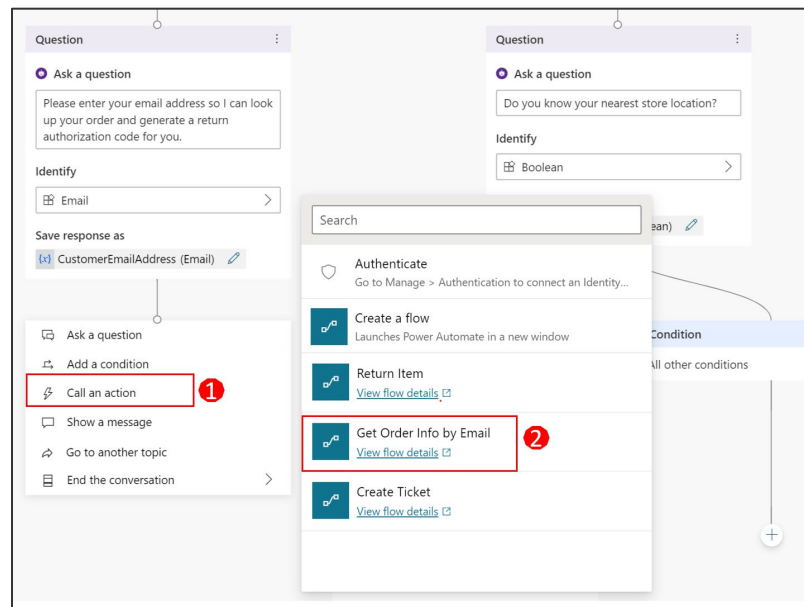 Question
Ask a question
Please enter your email address so I can look
up your order and generate a return
authorization code for you.
Identify
Email
Save response as
{x} CustomerEmailAddress (Email)
Ask a question
Add a condition
Call an action
1
Show a message
Go to another topic
End the conversation
Question
Ask a question
Do you know your nearest store location?
Identify
Boolean
ean)
Search
Authenticate
Go to Manage > Authentication to connect an Identity...
Create a flow
Launches Power Automate in a new window
Return Item
View flow details
Get Order Info by Email
View flow details
2
Create Ticket
View flow details
Condition
All other conditions